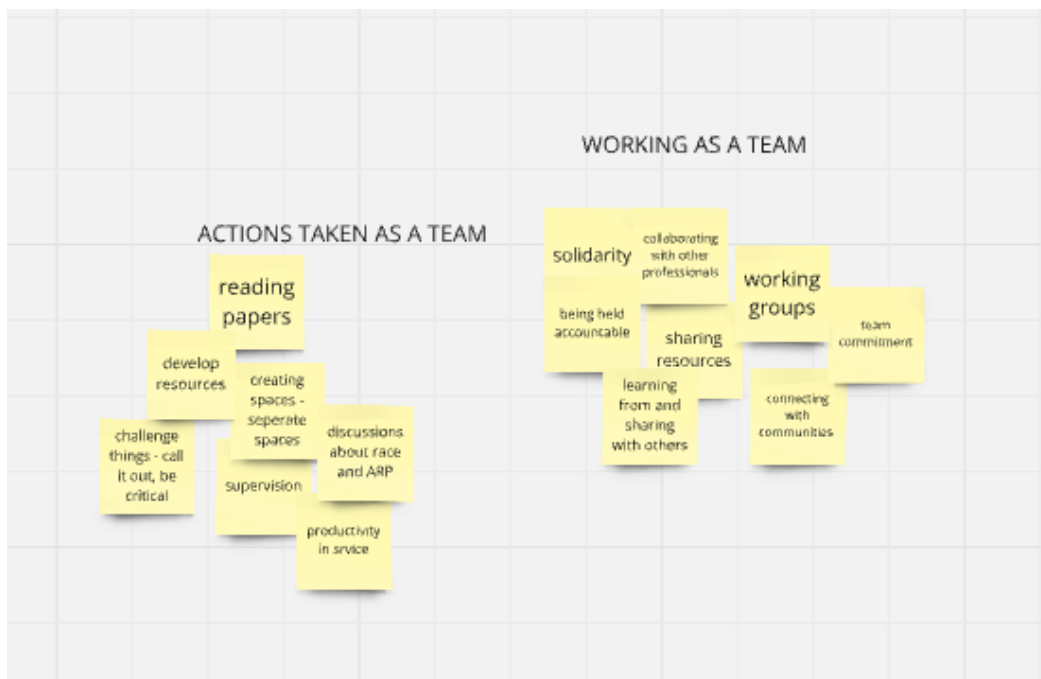 WORKING AS A TEAM
solidarity
collaborating
with other
professionals
working
groups
being held
accountable
sharing
resources
team
commitment
learning
from and
sharing
with others
connecting
with
communities
ACTIONS TAKEN AS A TEAM
reading
papers
develop
resources
creating
spaces -
seperate
spaces
challenge
things - call
it out, be
critical
discussions
about race
and ARP
supervision
productivity
in srvice